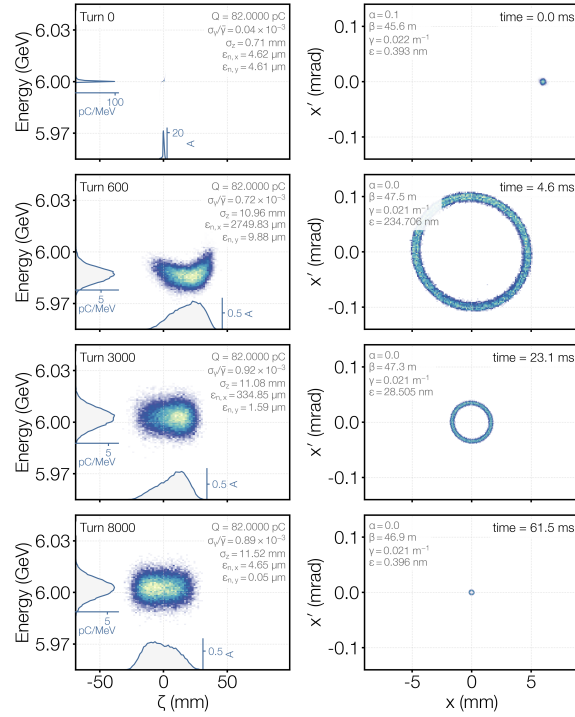 Turn 0
Q = 82.0000 pC
σγ/γ̄ = 0.04 × 10⁻³
σz = 0.71 mm
εn,x = 4.62 μm
εn,y = 4.61 μm
Energy (GeV)
6.03
6.00
5.97
100
pC/MeV
20
A
time = 0.0 ms
α = 0.1
β = 45.6 m
γ = 0.022 m⁻¹
ε = 0.393 nm
x′ (mrad)
0.1
0.0
-0.1
Turn 600
Q = 82.0000 pC
σγ/γ̄ = 0.72 × 10⁻³
σz = 10.96 mm
εn,x = 2749.83 μm
εn,y = 9.88 μm
Energy (GeV)
6.03
6.00
5.97
5
pC/MeV
0.5 A
time = 4.6 ms
α = 0.0
β = 47.5 m
γ = 0.021 m⁻¹
ε = 234.706 nm
x′ (mrad)
0.1
0.0
-0.1
Turn 3000
Q = 82.0000 pC
σγ/γ̄ = 0.92 × 10⁻³
σz = 11.08 mm
εn,x = 334.85 μm
εn,y = 1.59 μm
Energy (GeV)
6.03
6.00
5.97
5
pC/MeV
0.5 A
time = 23.1 ms
α = 0.0
β = 47.3 m
γ = 0.021 m⁻¹
ε = 28.505 nm
x′ (mrad)
0.1
0.0
-0.1
Turn 8000
Q = 82.0000 pC
σγ/γ̄ = 0.89 × 10⁻³
σz = 11.52 mm
εn,x = 4.65 μm
εn,y = 0.05 μm
Energy (GeV)
6.03
6.00
5.97
5
pC/MeV
0.5 A
-50
0
50
ζ (mm)
time = 61.5 ms
α = 0.0
β = 46.9 m
γ = 0.021 m⁻¹
ε = 0.396 nm
x′ (mrad)
0.1
0.0
-0.1
-5
0
5
x (mm)